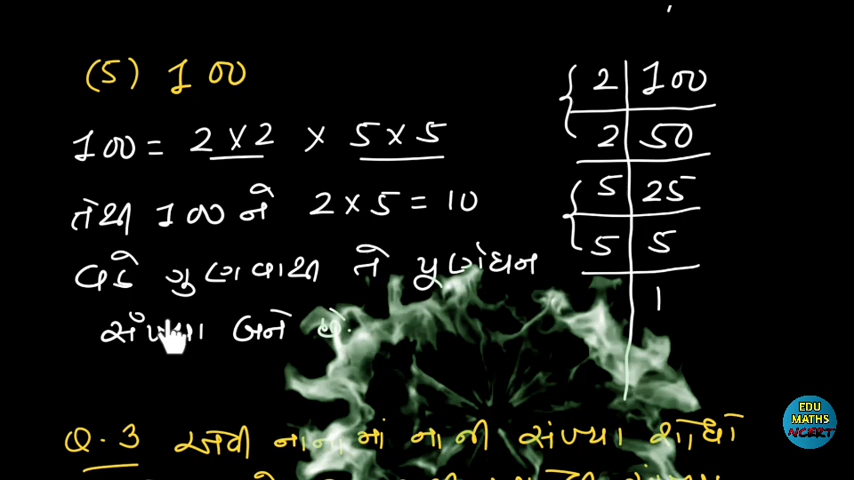 (5) 100
100 = 2 × 2 × 5 × 5
તેથી 100 ને 2 × 5 = 10
વડે ગુણવાથી તે પૂર્ણઘન
સંખ્યા બને છે.
2 | 100
2 | 50
5 | 25
5 | 5
1
Q.3 એવી નાનામાં નાની સંખ્યા શોધો
EDU
MATHS
NCERT